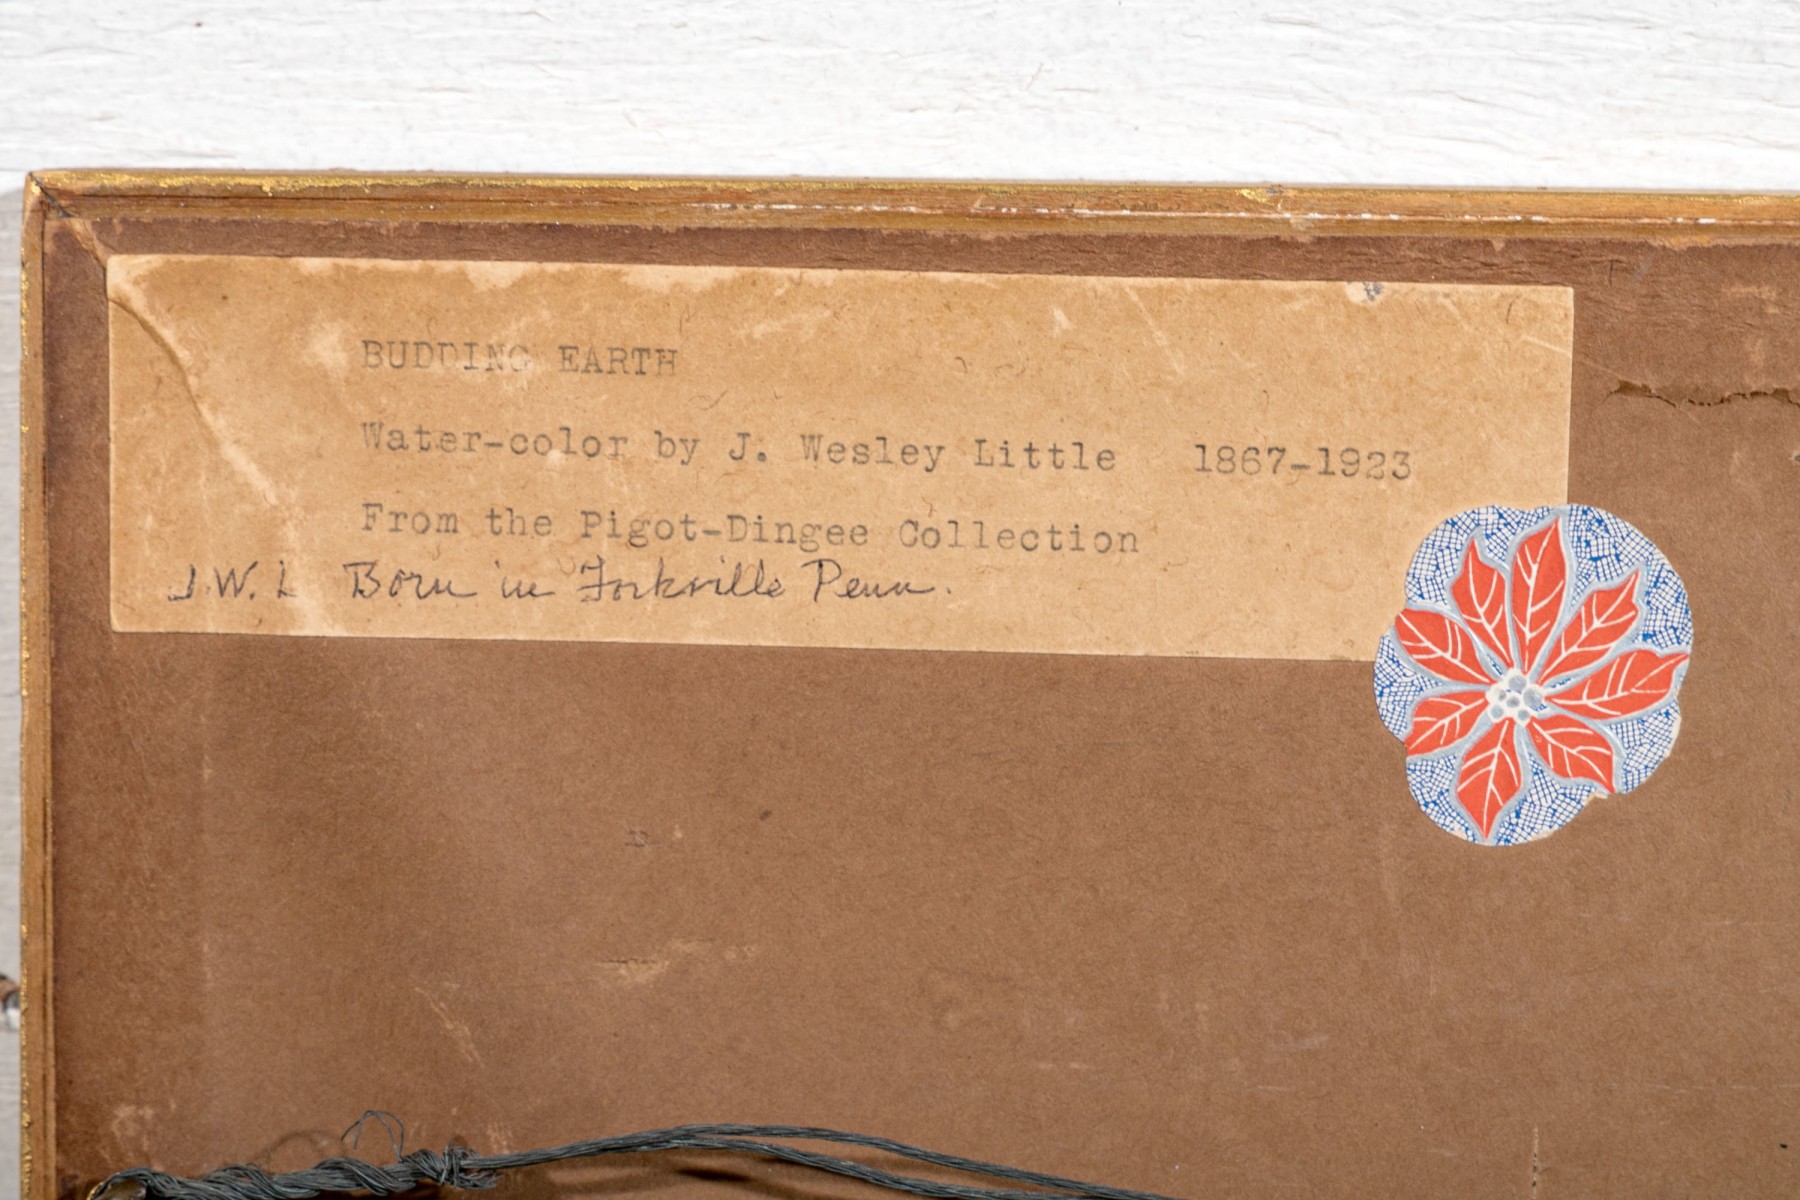 BUDDING EARTH
Water-color by J. Wesley Little 1867-1923
From the Pigot-Dingee Collection
J.W.L Born in Forksville Penn.